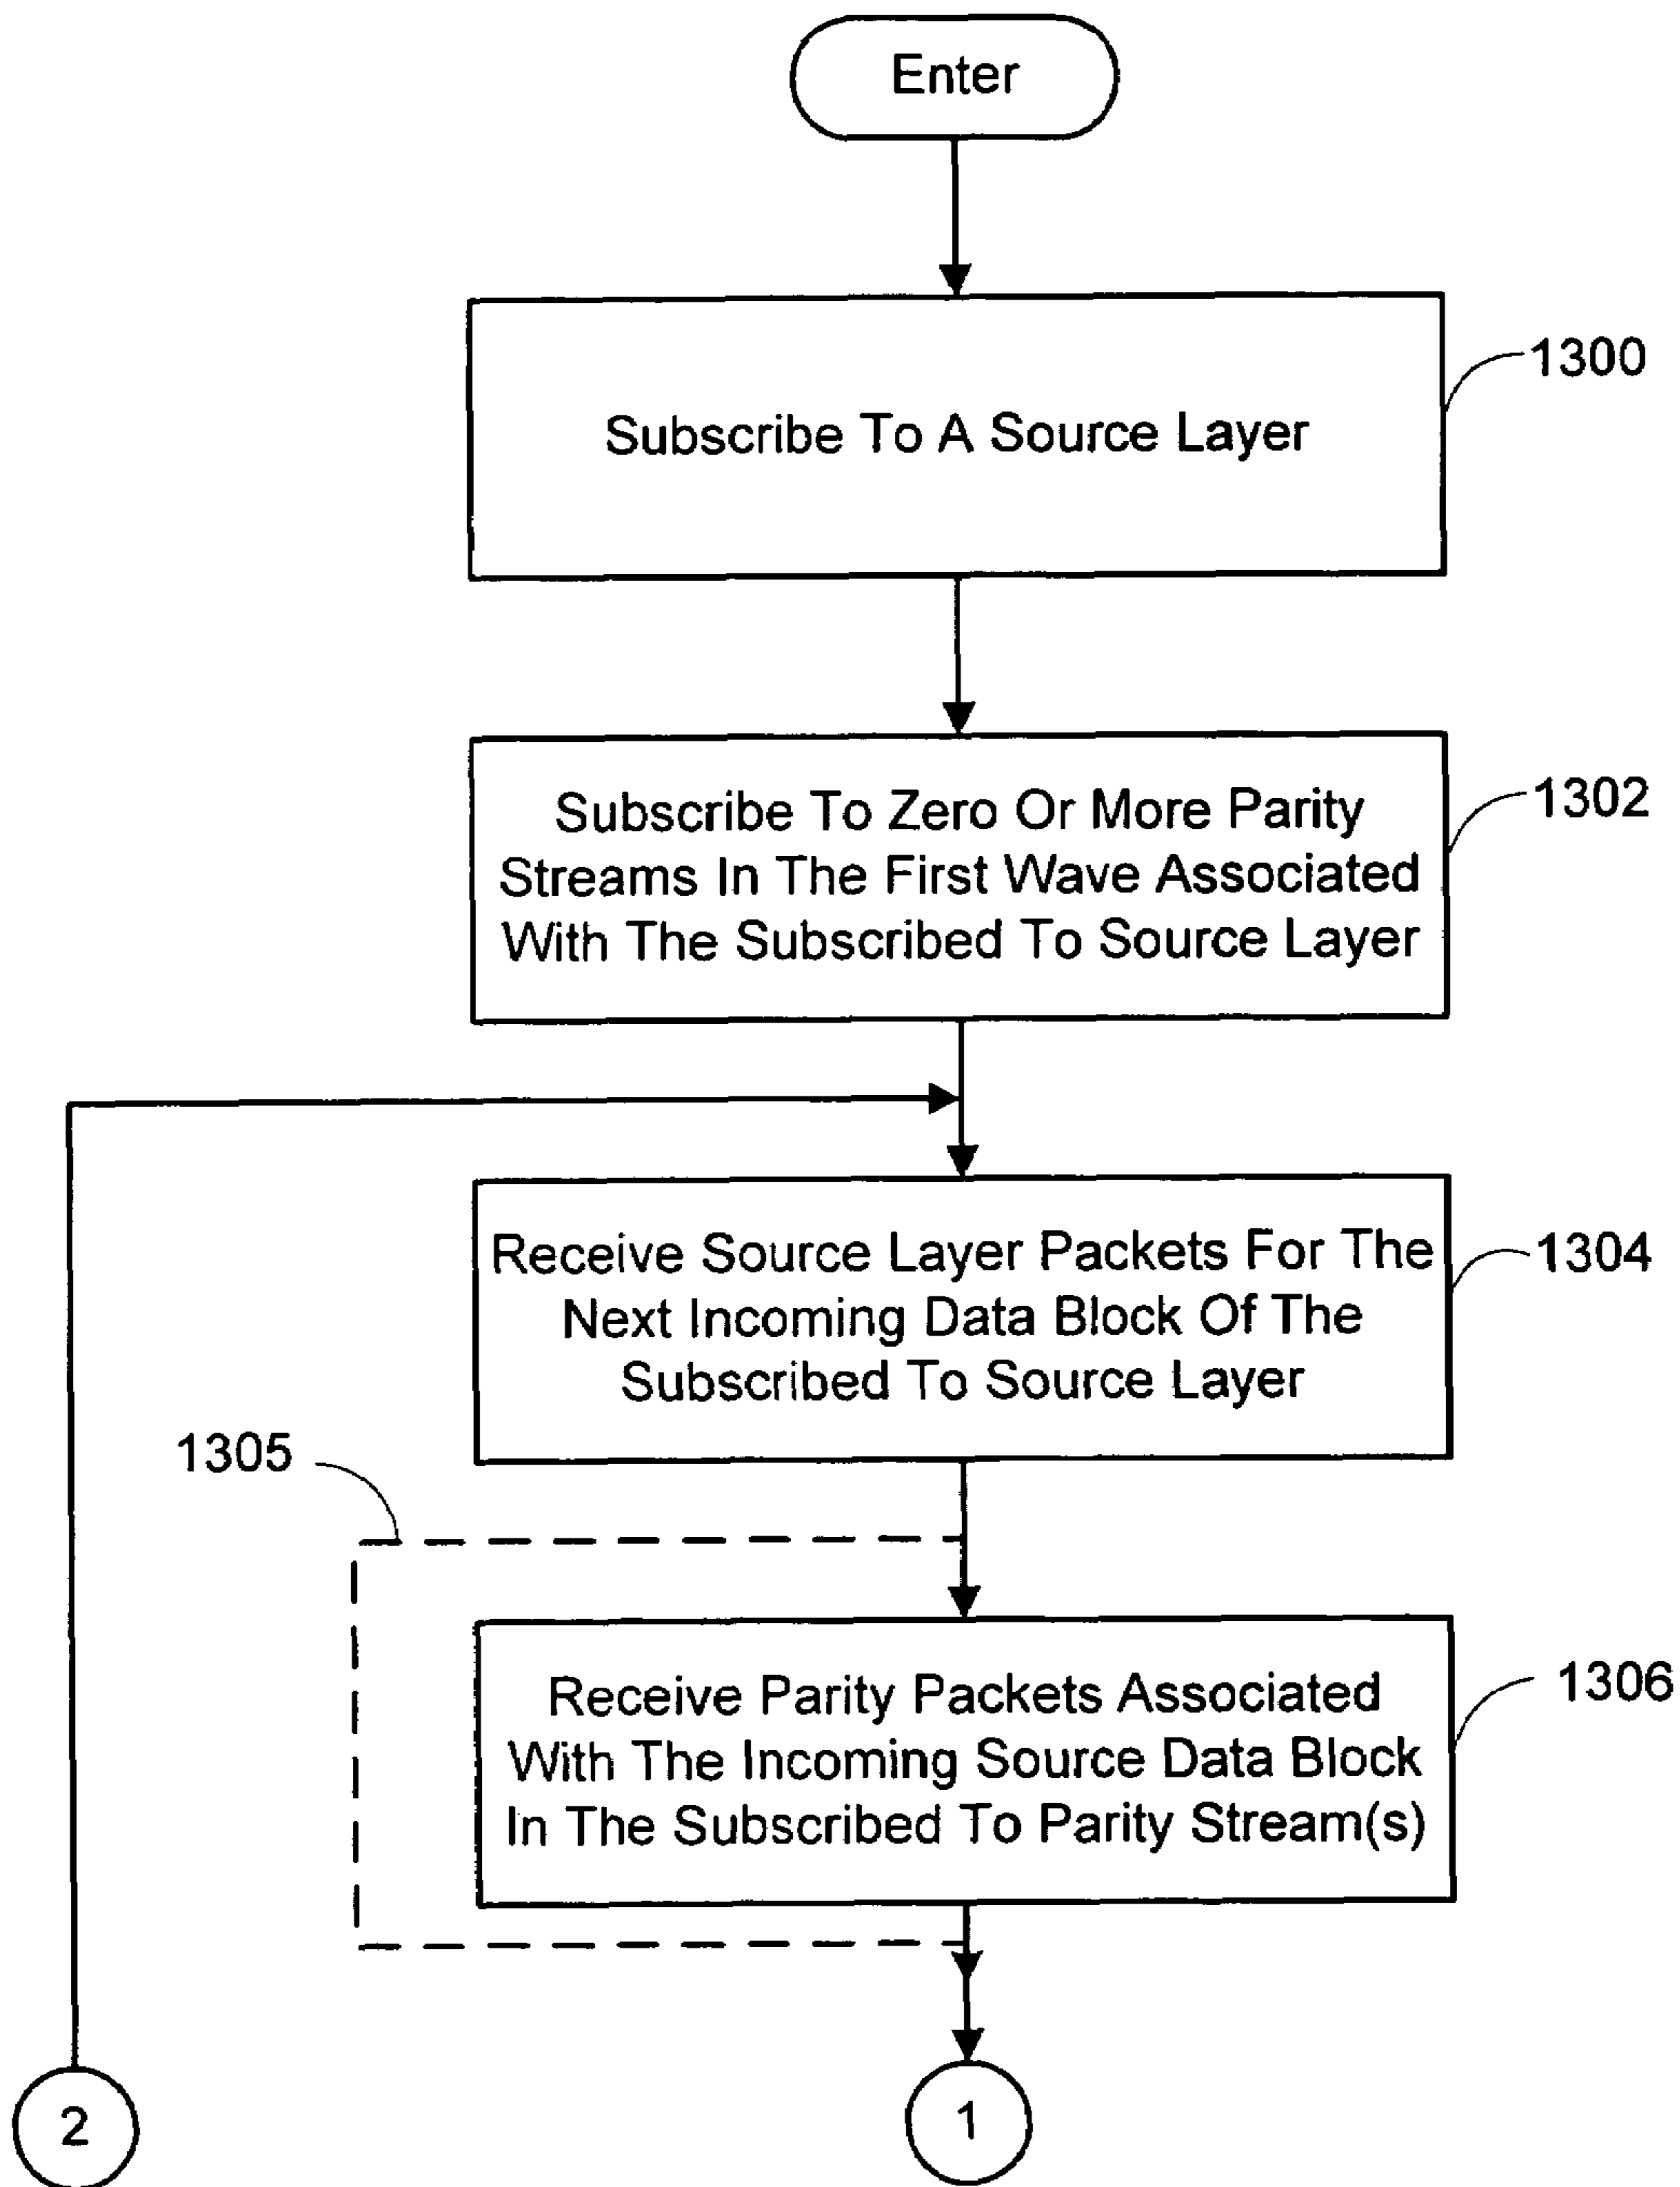 Enter
Subscribe To A Source Layer
1300
Subscribe To Zero Or More Parity
Streams In The First Wave Associated
With The Subscribed To Source Layer
1302
Receive Source Layer Packets For The
Next Incoming Data Block Of The
Subscribed To Source Layer
1304
1305
Receive Parity Packets Associated
With The Incoming Source Data Block
In The Subscribed To Parity Stream(s)
1306
2
1